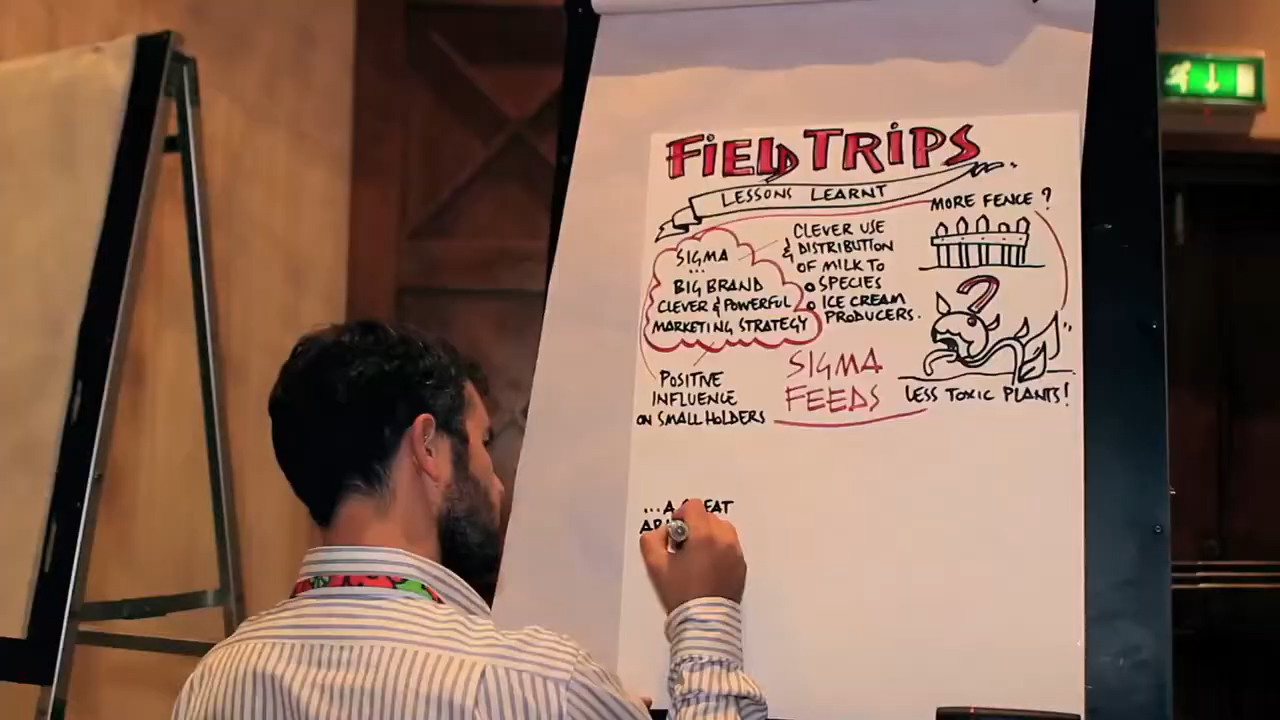 FiELD TRiPS
LESSONS LEARNT
MORE FENCE ?
SIGMA
...
BIG BRAND
CLEVER & POWERFUL
MARKETING STRATEGY
CLEVER USE
& DISTRIBUTION
OF MILK TO
SPECIES
ICE CREAM
PRODUCERS.
?
POSITIVE
INFLUENCE
ON SMALL HOLDERS
SIGMA
FEEDS
LESS TOXIC PLANTS!
...A